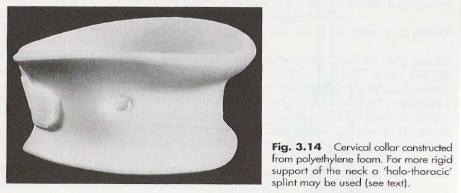 Fig. 3.14 Cervical collar constructed
from polyethylene foam. For more rigid
support of the neck a 'halo-thoracic'
splint may be used (see text).